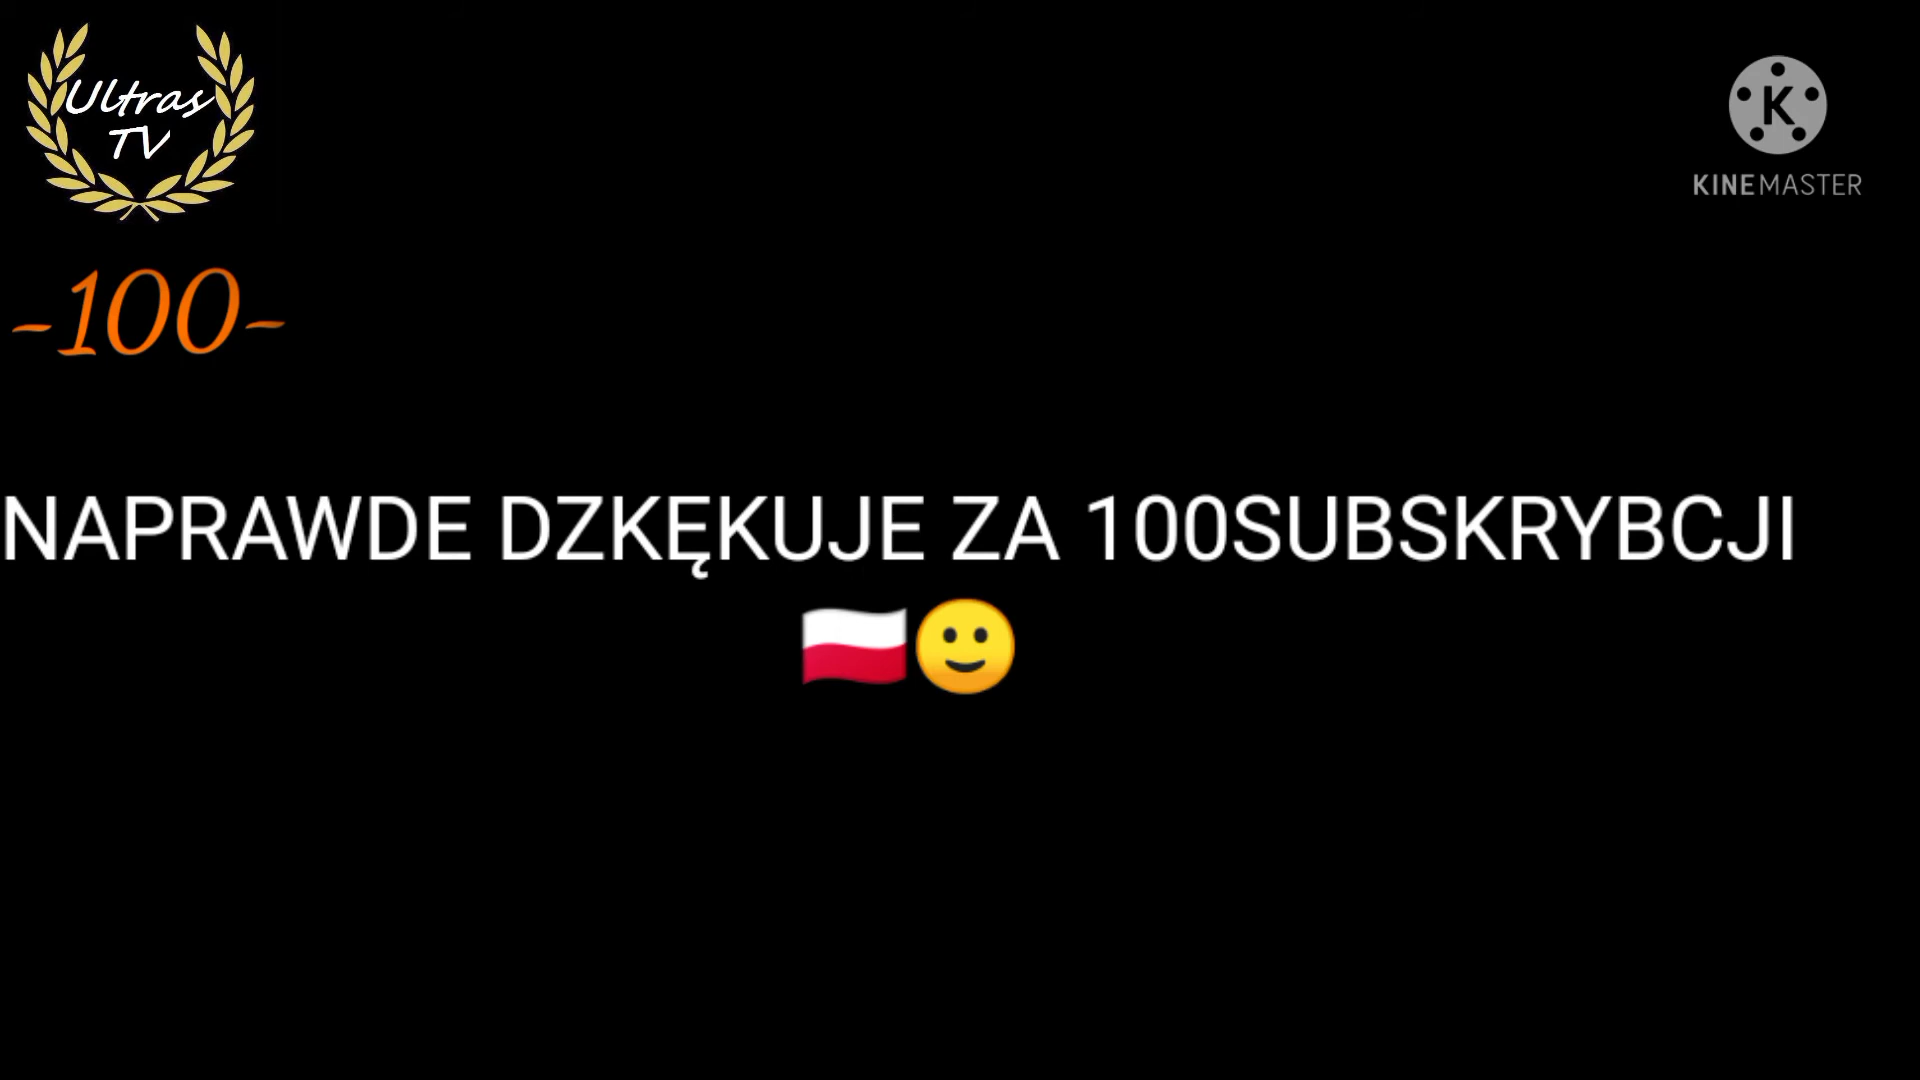 Ultras
TV
K
KINEMASTER
-100-
NAPRAWDE DZKĘKUJE ZA 100SUBSKRYBCJI
🇵🇱🙂